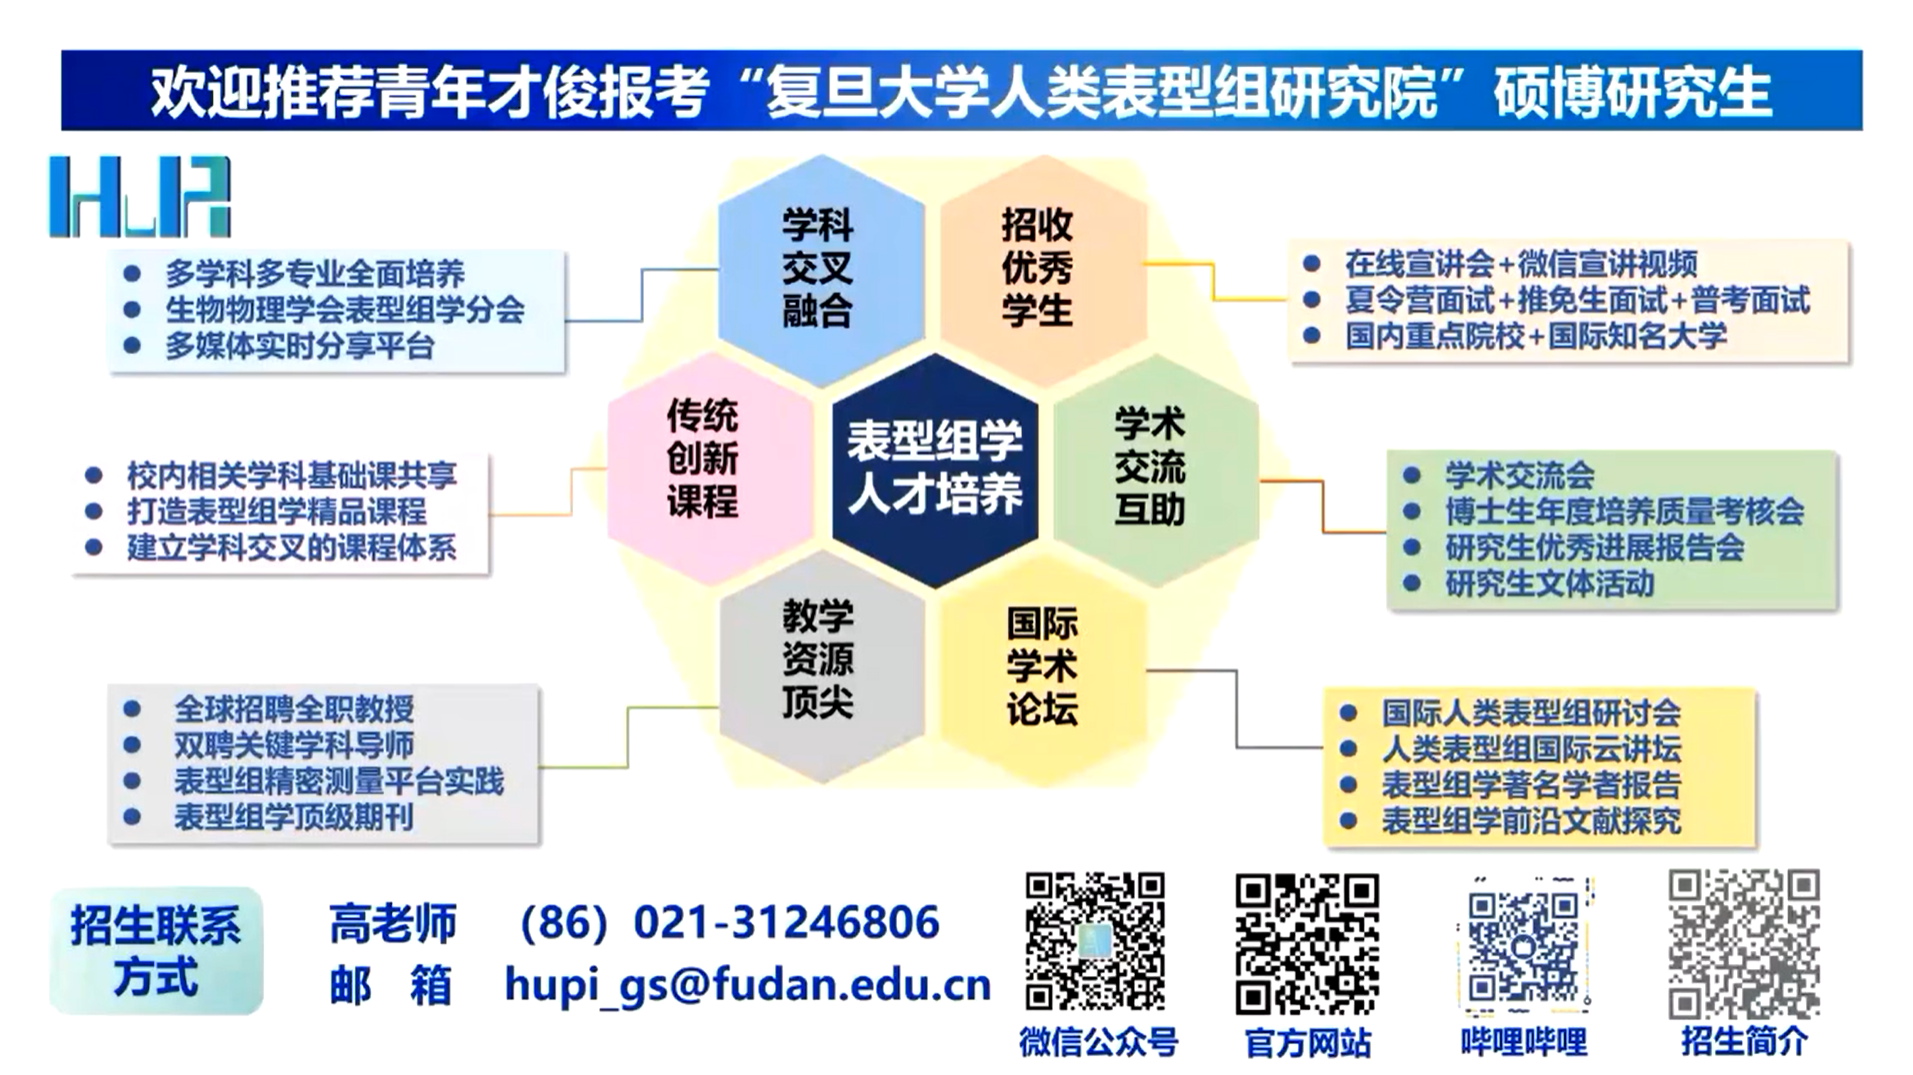 欢迎推荐青年才俊报考“复旦大学人类表型组研究院”硕博研究生
HuPI
学科
交叉
融合
招收
优秀
学生
多学科多专业全面培养
生物物理学会表型组学分会
多媒体实时分享平台
在线宣讲会+微信宣讲视频
夏令营面试+推免生面试+普考面试
国内重点院校+国际知名大学
传统
创新
课程
表型组学
人才培养
学术
交流
互助
校内相关学科基础课共享
打造表型组学精品课程
建立学科交叉的课程体系
学术交流会
博士生年度培养质量考核会
研究生优秀进展报告会
研究生文体活动
教学
资源
顶尖
国际
学术
论坛
全球招聘全职教授
双聘关键学科导师
表型组精密测量平台实践
表型组学顶级期刊
国际人类表型组研讨会
人类表型组国际云讲坛
表型组学著名学者报告
表型组学前沿文献探究
招生联系
方式
高老师 （86）021-31246806
邮 箱 hupi_gs@fudan.edu.cn
微信公众号
官方网站
哔哩哔哩
招生简介